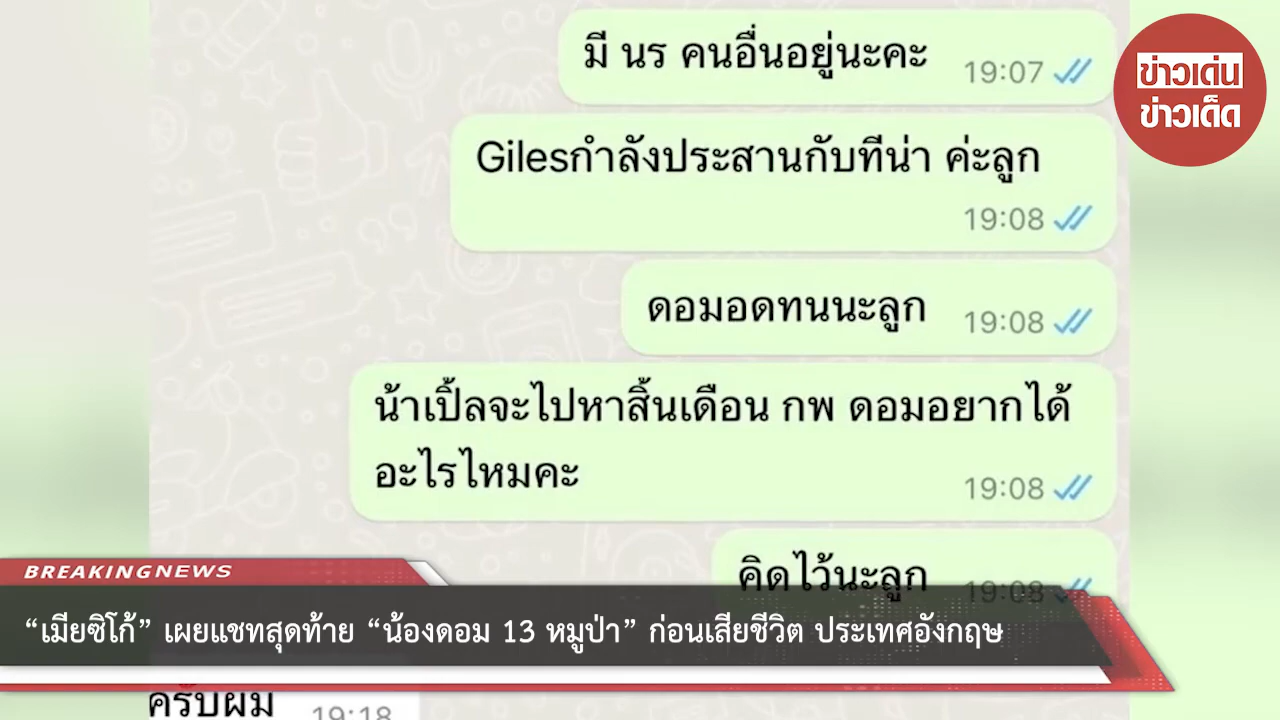 มี นร คนอื่นอยู่นะคะ 19:07
ข่าวเด่น
ข่าวเด็ด
Gilesกำลังประสานกับทีน่า ค่ะลูก
19:08
ดอมอดทนนะลูก 19:08
น้าเปิ้ลจะไปหาสิ้นเดือน กพ ดอมอยากได้
อะไรไหมคะ 19:08
คิดไว้นะลูก 19:08
BREAKINGNEWS
“เมียซิโก้” เผยแชทสุดท้าย “น้องดอม 13 หมูป่า” ก่อนเสียชีวิต ประเทศอังกฤษ
ครับผม 19:18